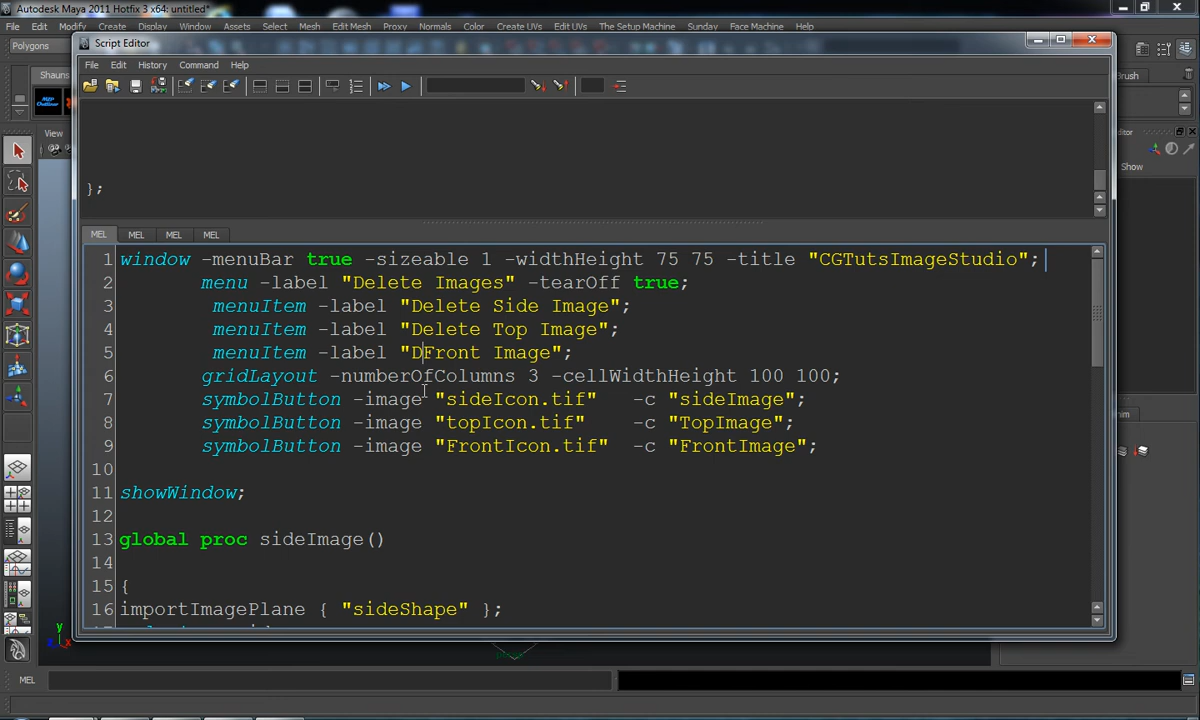 Autodesk Maya 2011 Hotfix 3 x64: untitled*
File Edit Modify Create Display Window Assets Select Mesh Edit Mesh Proxy Normals Color Create UVs Edit UVs The Setup Machine Sunday Face Machine Help
Polygons
Script Editor
File Edit History Command Help
Shauns
rush
View
Show
};
MEL MEL MEL MEL
1 window -menuBar true -sizeable 1 -widthHeight 75 75 -title "CGTutsImageStudio";
2 menu -label "Delete Images" -tearOff true;
3 menuItem -label "Delete Side Image";
4 menuItem -label "Delete Top Image";
5 menuItem -label "DFront Image";
6 gridLayout -numberOfColumns 3 -cellWidthHeight 100 100;
7 symbolButton -image "sideIcon.tif" -c "sideImage";
8 symbolButton -image "topIcon.tif" -c "TopImage";
9 symbolButton -image "FrontIcon.tif" -c "FrontImage";
10
11 showWindow;
12
13 global proc sideImage()
14
15 {
16 importImagePlane { "sideShape" };
y
z x
MEL